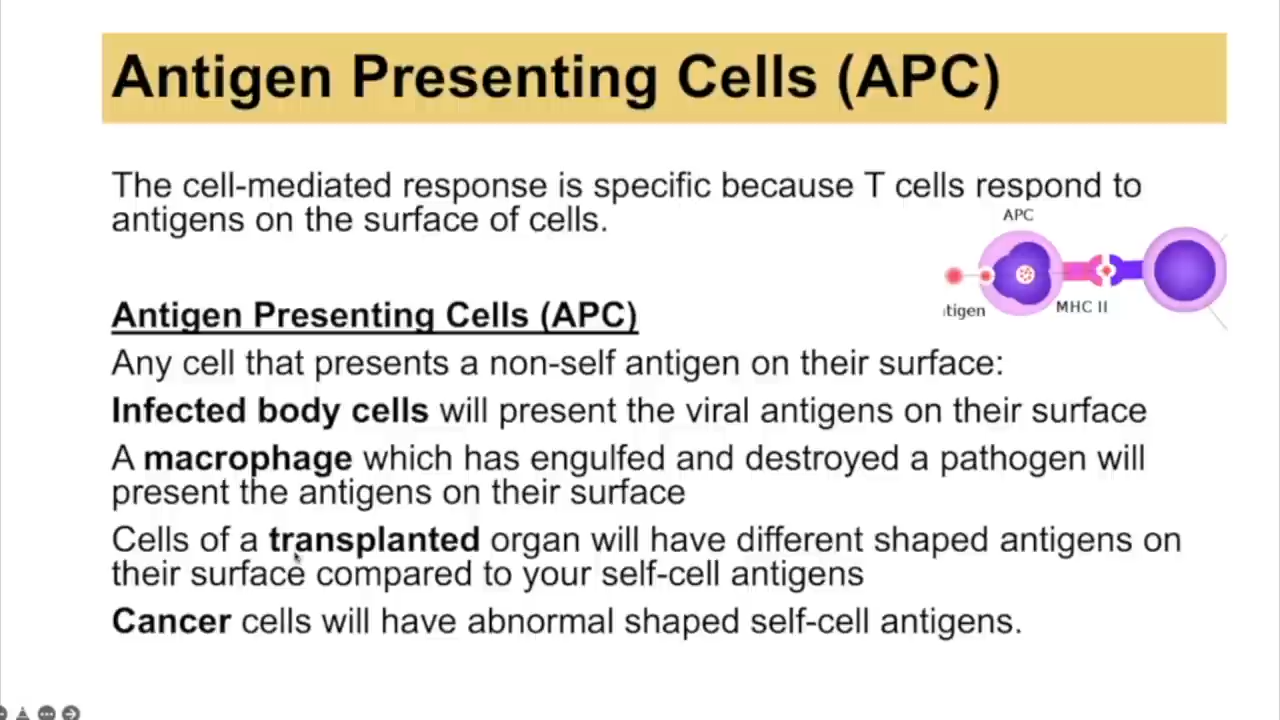 Antigen Presenting Cells (APC)
The cell-mediated response is specific because T cells respond to
antigens on the surface of cells.
APC
tigen
MHC II
Antigen Presenting Cells (APC)
Any cell that presents a non-self antigen on their surface:
Infected body cells will present the viral antigens on their surface
A macrophage which has engulfed and destroyed a pathogen will
present the antigens on their surface
Cells of a transplanted organ will have different shaped antigens on
their surface compared to your self-cell antigens
Cancer cells will have abnormal shaped self-cell antigens.